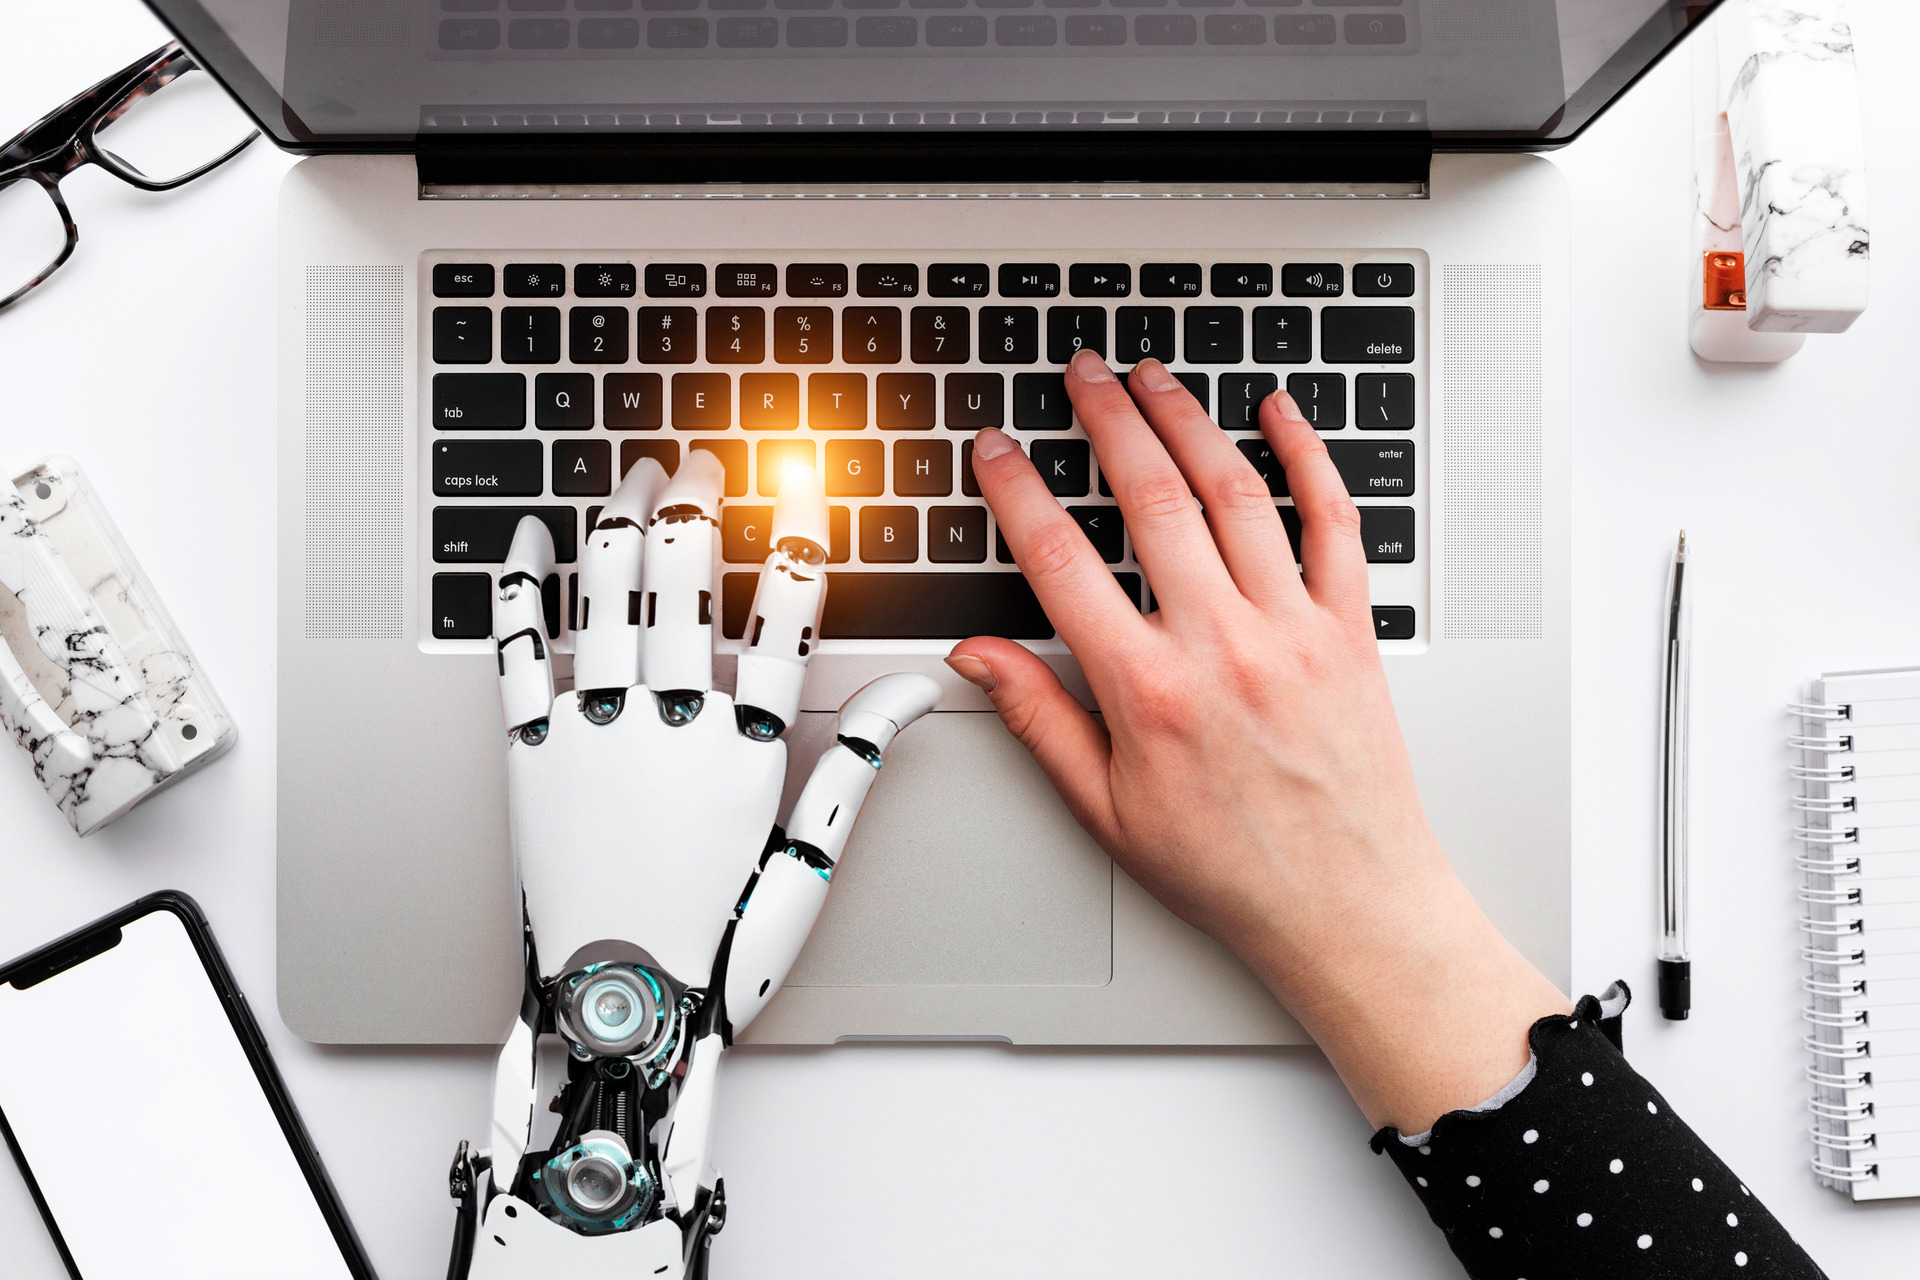 esc F1 F2 F3 F4 F5 F6 F7 F8 F9 F10 F11 F12
~ ! @ # $ % ^ & * ( ) − +
` 1 2 3 4 5 6 7 8 9 0 - =
delete
tab Q W E R T Y U I { } |
[ ] \
caps lock A G H K “ enter
return
shift C B N < shift
fn